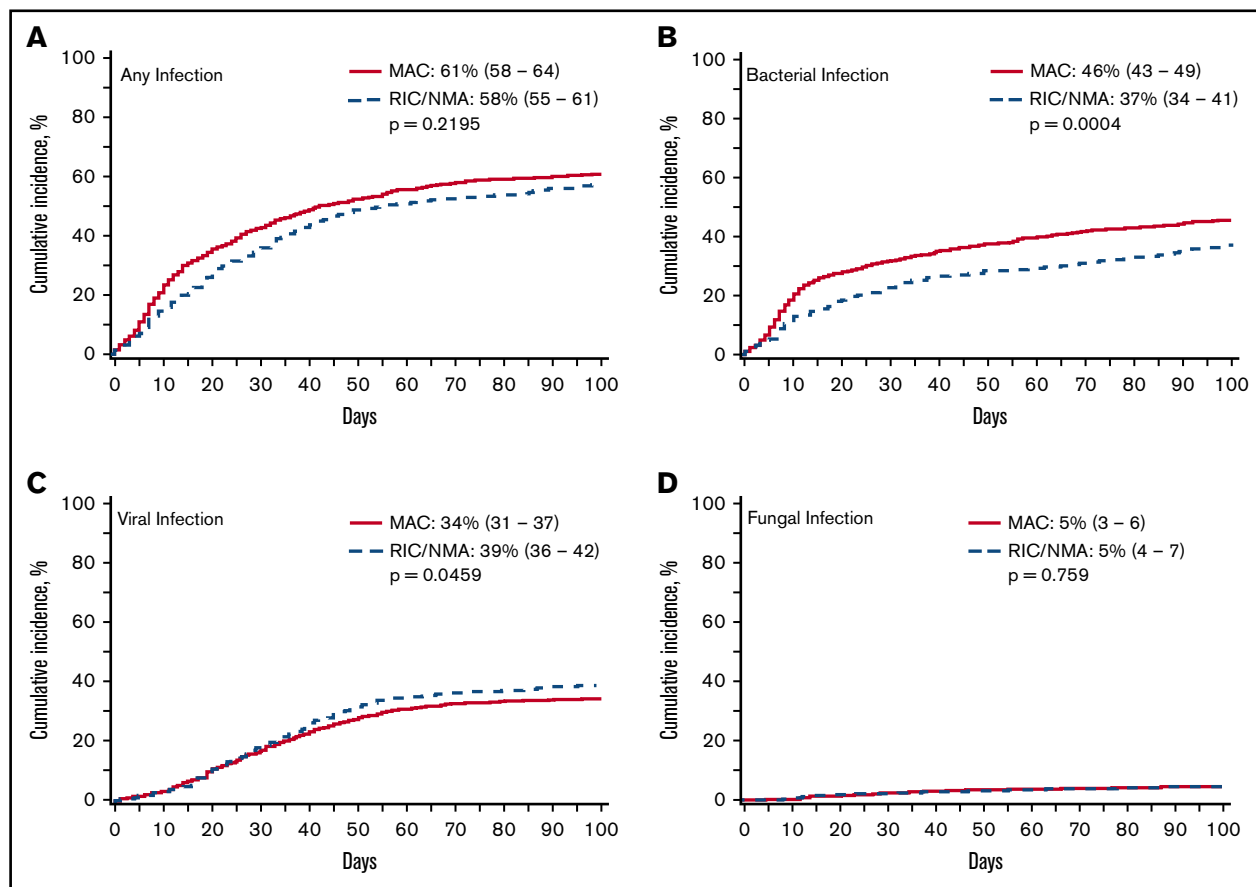 A
Any Infection
MAC: 61% (58 – 64)
RIC/NMA: 58% (55 – 61)
p = 0.2195
Cumulative incidence, %
100
80
60
40
20
0
0 10 20 30 40 50 60 70 80 90 100
Days
B
Bacterial Infection
MAC: 46% (43 – 49)
RIC/NMA: 37% (34 – 41)
p = 0.0004
Cumulative incidence, %
100
80
60
40
20
0
0 10 20 30 40 50 60 70 80 90 100
Days
C
Viral Infection
MAC: 34% (31 – 37)
RIC/NMA: 39% (36 – 42)
p = 0.0459
Cumulative incidence, %
100
80
60
40
20
0
0 10 20 30 40 50 60 70 80 90 100
Days
D
Fungal Infection
MAC: 5% (3 – 6)
RIC/NMA: 5% (4 – 7)
p = 0.759
Cumulative incidence, %
100
80
60
40
20
0
0 10 20 30 40 50 60 70 80 90 100
Days